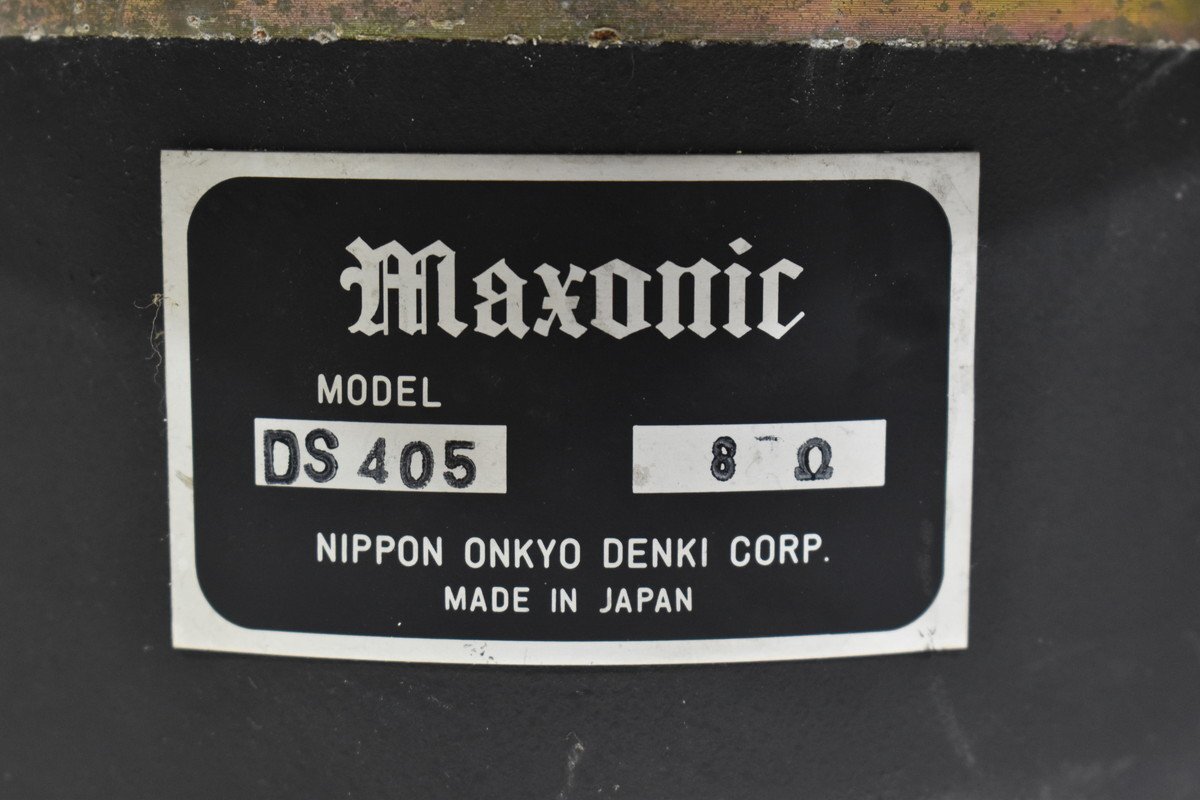 Maxonic
MODEL
DS 405 8 Ω
NIPPON ONKYO DENKI CORP.
MADE IN JAPAN